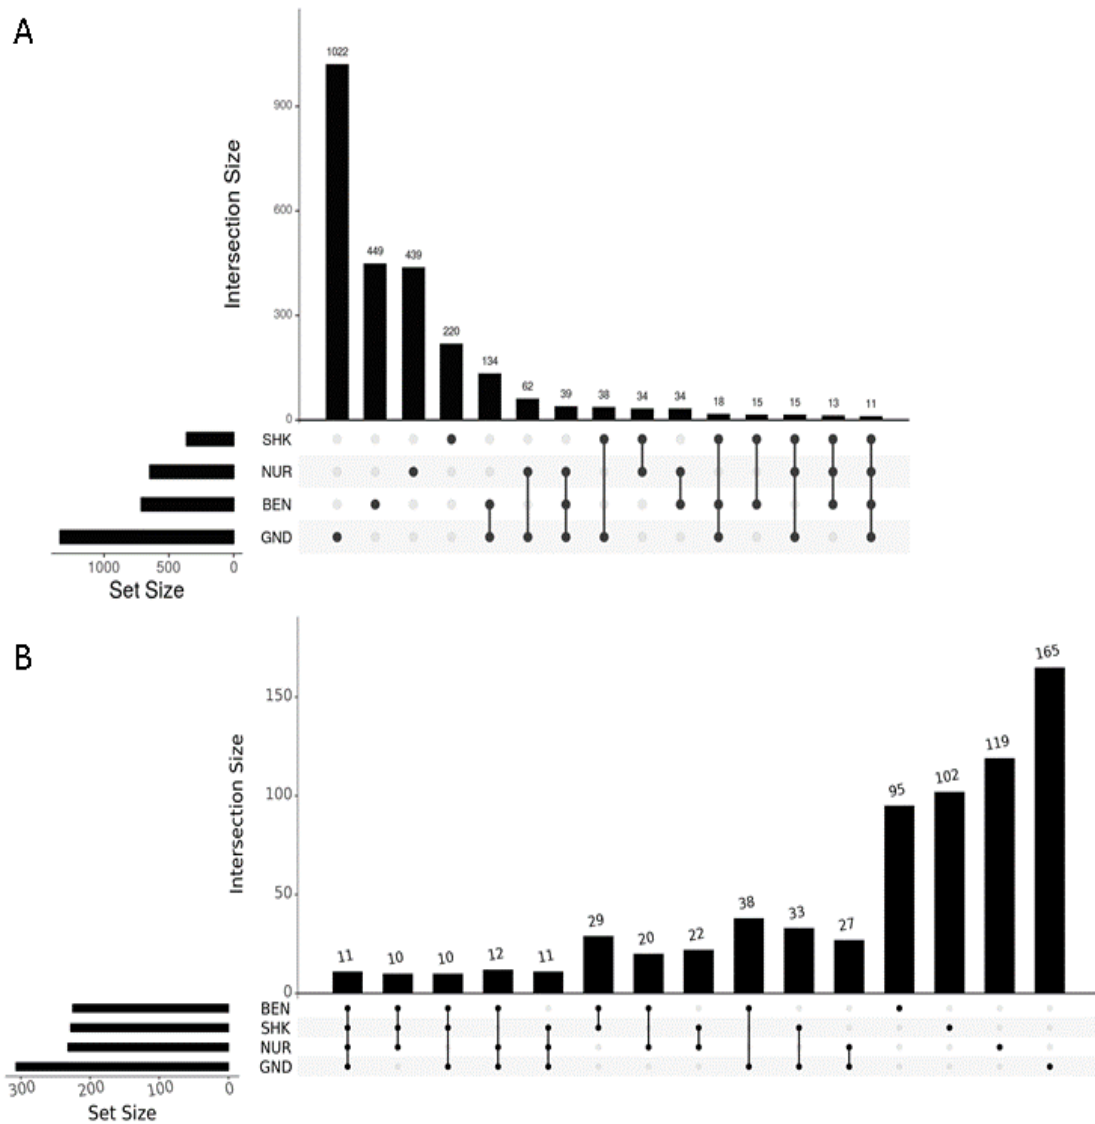 A
1022
900
449
439
600
Intersection Size
300
220
134
62
39
38
34
34
18
15
15
13
11
0
SHK
NUR
BEN
GND
1000 500 0
Set Size
B
165
150
119
102
95
100
Intersection Size
50
38
33
29
27
22
20
11 10 10 12 11
0
BEN
SHK
NUR
GND
300 200 100 0
Set Size